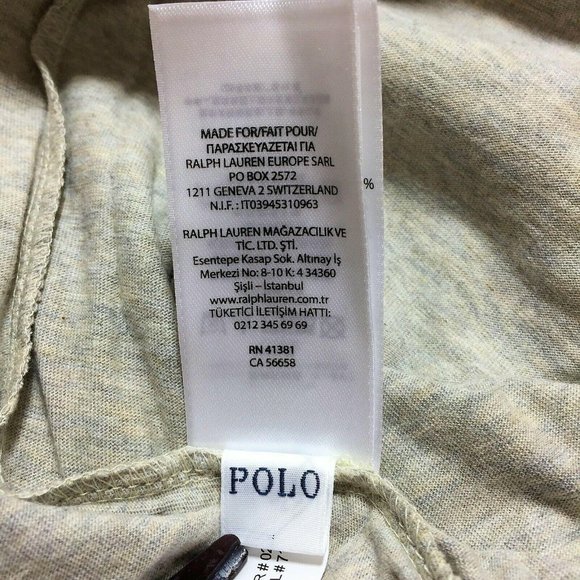 MADE FOR/FAIT POUR/
ΠΑΡΑΣΚΕΥΑΖΕΤΑΙ ΓΙΑ
RALPH LAUREN EUROPE SARL
PO BOX 2572
1211 GENEVA 2 SWITZERLAND
N.I.F.: IT03945310963
%
RALPH LAUREN MAĞAZACILIK VE
TİC. LTD. ŞTİ.
Esentepe Kasap Sok. Altınay İş
Merkezi No: 8-10 K: 4 34360
Şişli – İstanbul
www.ralphlauren.com.tr
TÜKETİCİ İLETİŞİM HATTI:
0212 345 69 69
RN 41381
CA 56658
POLO